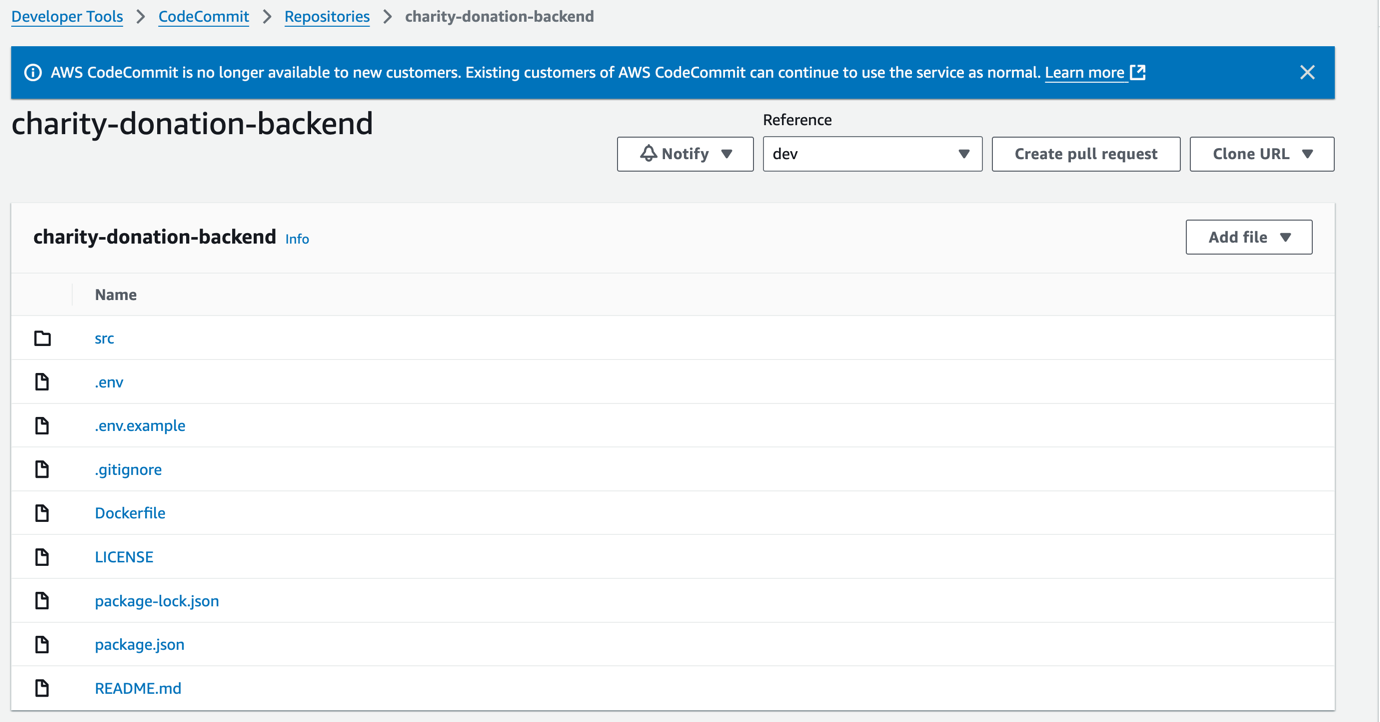 Developer Tools > CodeCommit > Repositories > charity-donation-backend
AWS CodeCommit is no longer available to new customers. Existing customers of AWS CodeCommit can continue to use the service as normal. Learn more
charity-donation-backend
Reference
Notify dev Create pull request Clone URL
charity-donation-backend Info
Add file
Name
src
.env
.env.example
.gitignore
Dockerfile
LICENSE
package-lock.json
package.json
README.md